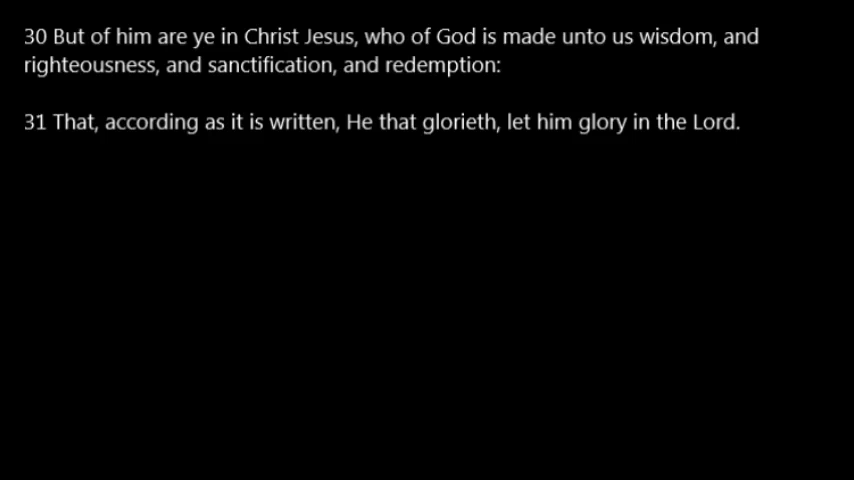 30 But of him are ye in Christ Jesus, who of God is made unto us wisdom, and
righteousness, and sanctification, and redemption:
31 That, according as it is written, He that glorieth, let him glory in the Lord.